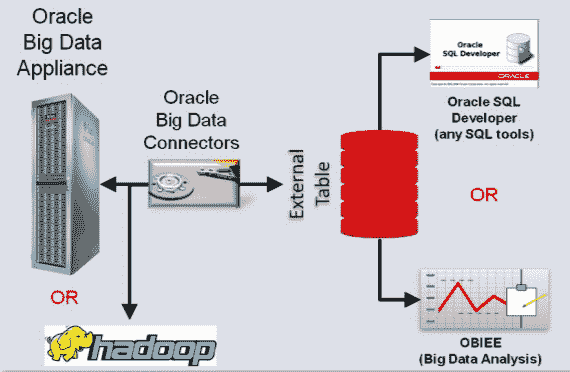 Oracle
Big Data
Appliance
OR
Oracle
Big Data
Connectors
hadoop
External
Table
Oracle
SQL Developer
ORACLE
Oracle SQL
Developer
(any SQL tools)
OR
OBIEE
(Big Data Analysis)